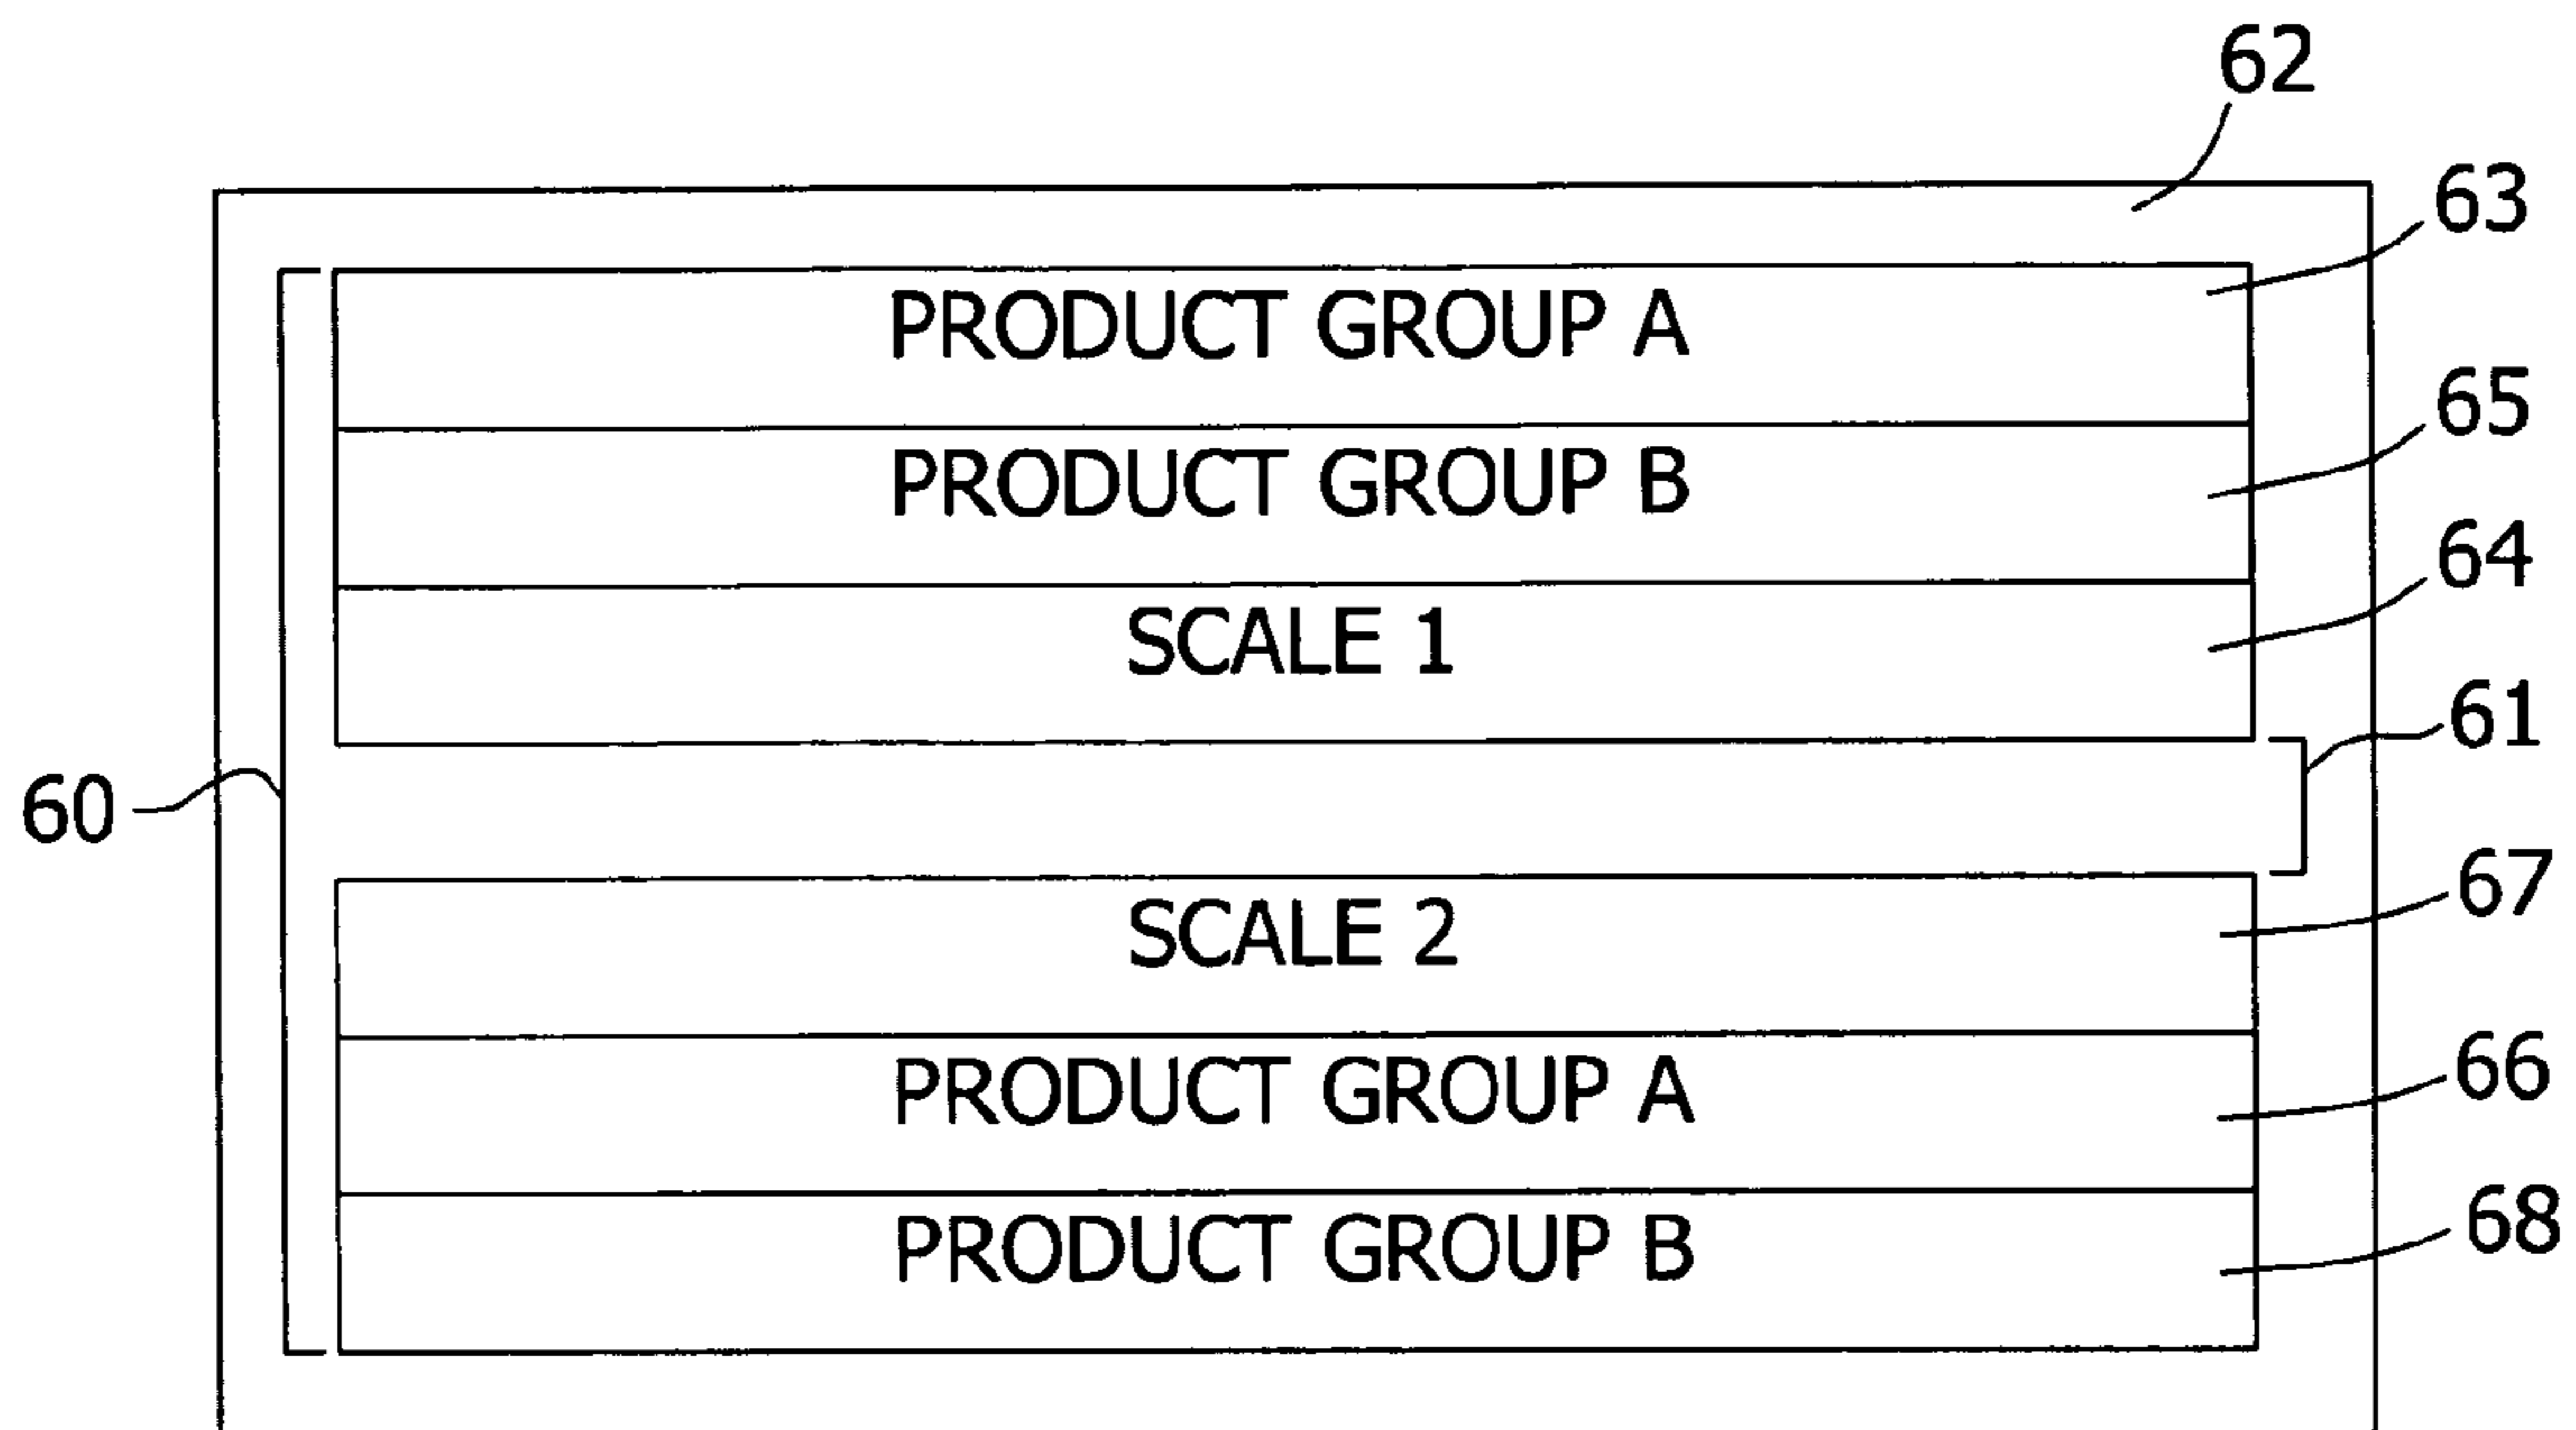 62
63
PRODUCT GROUP A
65
PRODUCT GROUP B
64
SCALE 1
61
60
67
SCALE 2
66
PRODUCT GROUP A
68
PRODUCT GROUP B